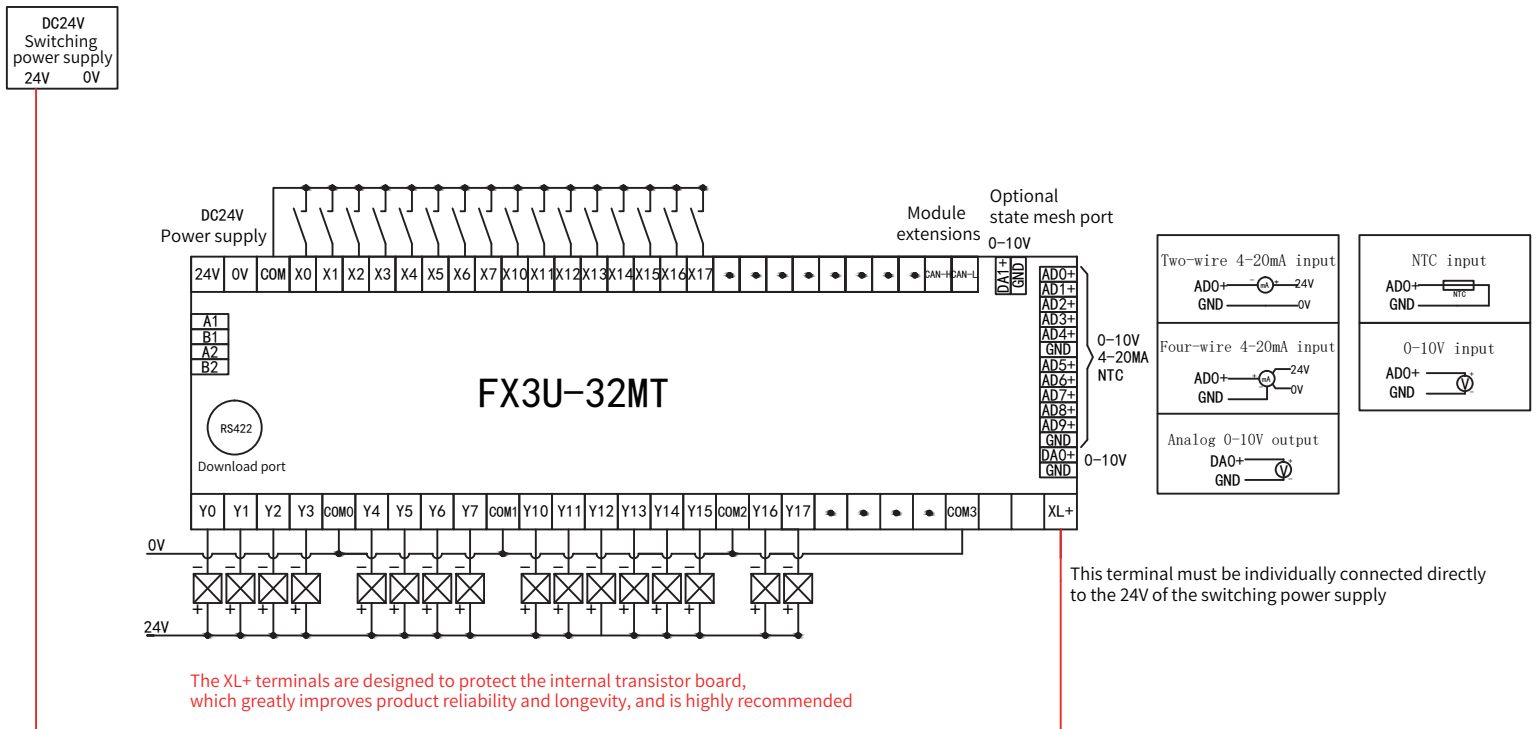 DC24V
Switching
power supply
24V 0V
DC24V
Power supply
Module
extensions
Optional
state mesh port
0-10V
24V 0V COM X0 X1 X2 X3 X4 X5 X6 X7 X10 X11 X12 X13 X14 X15 X16 X17 CAN-H CAN-L
DA1+
GND
A1
B1
A2
B2
RS422
Download port
FX3U-32MT
AD0+
AD1+
AD2+
AD3+
AD4+
GND
AD5+
AD6+
AD7+
AD8+
AD9+
GND
DA0+
GND
0-10V
4-20MA
NTC
0-10V
Two-wire 4-20mA input
AD0+ - mA + 24V
GND 0V
Four-wire 4-20mA input
AD0+ + mA 24V
GND - 0V
Analog 0-10V output
DA0+ V +
GND -
NTC input
AD0+ NTC
GND
0-10V input
AD0+ V +
GND -
Y0 Y1 Y2 Y3 COM0 Y4 Y5 Y6 Y7 COM1 Y10 Y11 Y12 Y13 Y14 Y15 COM2 Y16 Y17 COM3 XL+
0V
- - - - - - - - - - - - - - - -
+ + + + + + + + + + + + + + + +
24V
This terminal must be individually connected directly
to the 24V of the switching power supply
The XL+ terminals are designed to protect the internal transistor board,
which greatly improves product reliability and longevity, and is highly recommended